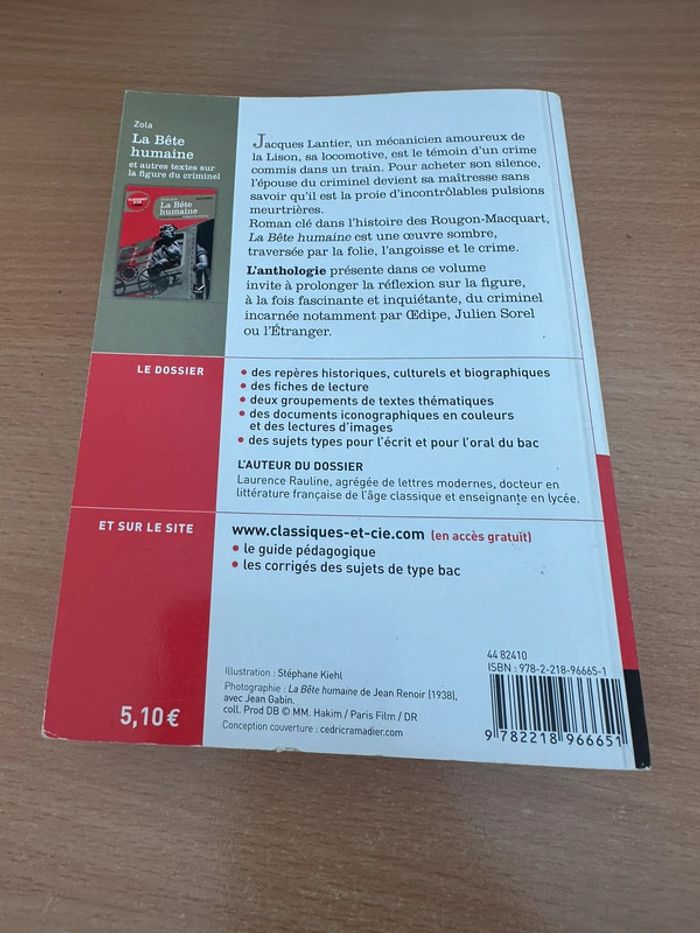 Zola
La Bête
humaine
et autres textes sur
la figure du criminel
La Bête
humaine
Jacques Lantier, un mécanicien amoureux de
la Lison, sa locomotive, est le témoin d'un crime
commis dans un train. Pour acheter son silence,
l'épouse du criminel devient sa maîtresse sans
savoir qu'il est la proie d'incontrôlables pulsions
meurtrières.
Roman clé dans l'histoire des Rougon-Macquart,
La Bête humaine est une œuvre sombre,
traversée par la folie, l'angoisse et le crime.
L'anthologie présente dans ce volume
invite à prolonger la réflexion sur la figure,
à la fois fascinante et inquiétante, du criminel
incarnée notamment par Œdipe, Julien Sorel
ou l'Étranger.
LE DOSSIER
• des repères historiques, culturels et biographiques
• des fiches de lecture
• deux groupements de textes thématiques
• des documents iconographiques en couleurs
et des lectures d'images
• des sujets types pour l'écrit et pour l'oral du bac
L'AUTEUR DU DOSSIER
Laurence Rauline, agrégée de lettres modernes, docteur en
littérature française de l'âge classique et enseignante en lycée.
ET SUR LE SITE
www.classiques-et-cie.com (en accès gratuit)
• le guide pédagogique
• les corrigés des sujets de type bac
5,10 €
Illustration : Stéphane Kiehl
Photographie : La Bête humaine de Jean Renoir (1938),
avec Jean Gabin.
coll. Prod DB © MM. Hakim / Paris Film / DR
Conception couverture : cedricramadier.com
44 82410
ISBN : 978-2-218-96665-1
9 782218 966651